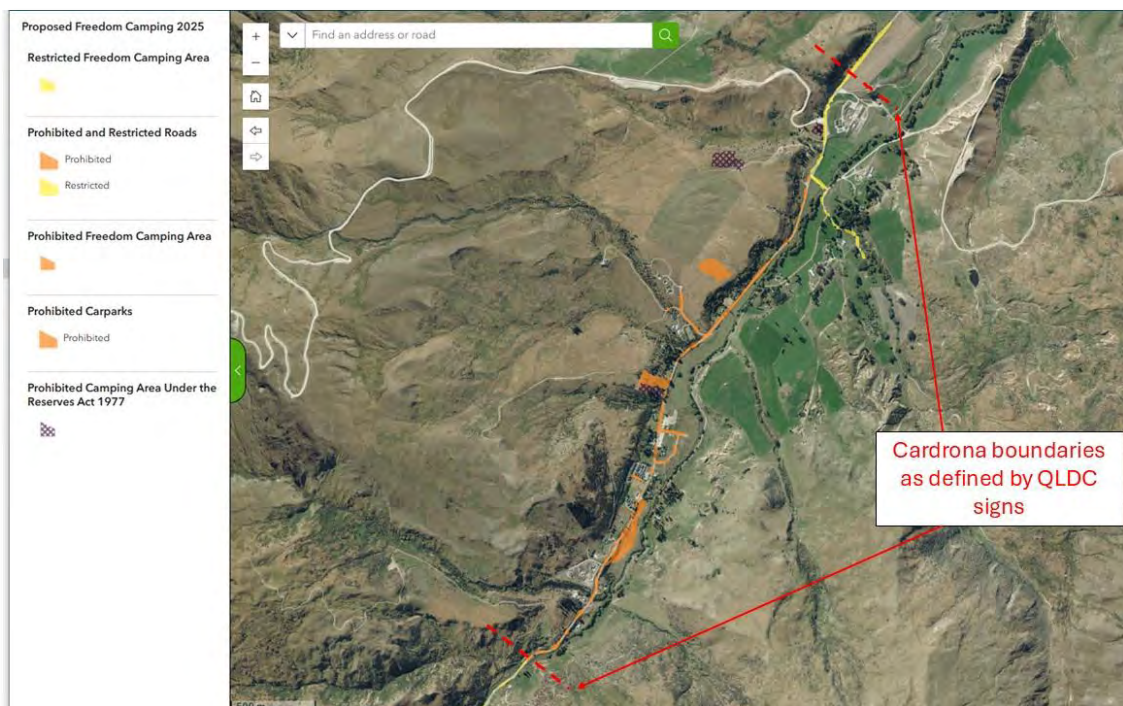 Proposed Freedom Camping 2025
Find an address or road
Restricted Freedom Camping Area
Prohibited and Restricted Roads
Prohibited
Restricted
Prohibited Freedom Camping Area
Prohibited Carparks
Prohibited
Prohibited Camping Area Under the
Reserves Act 1977
Cardrona boundaries
as defined by QLDC
signs